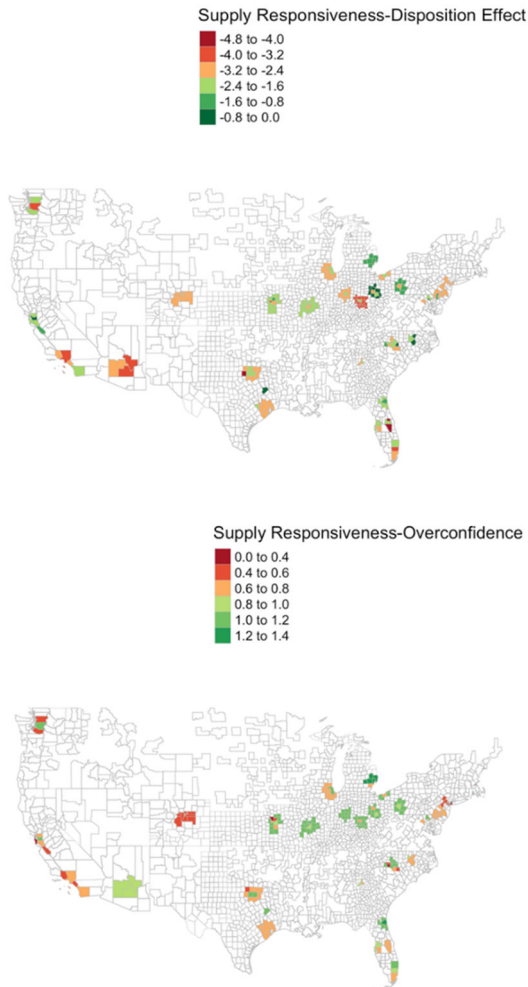 Supply Responsiveness-Disposition Effect
-4.8 to -4.0
-4.0 to -3.2
-3.2 to -2.4
-2.4 to -1.6
-1.6 to -0.8
-0.8 to 0.0
Supply Responsiveness-Overconfidence
0.0 to 0.4
0.4 to 0.6
0.6 to 0.8
0.8 to 1.0
1.0 to 1.2
1.2 to 1.4